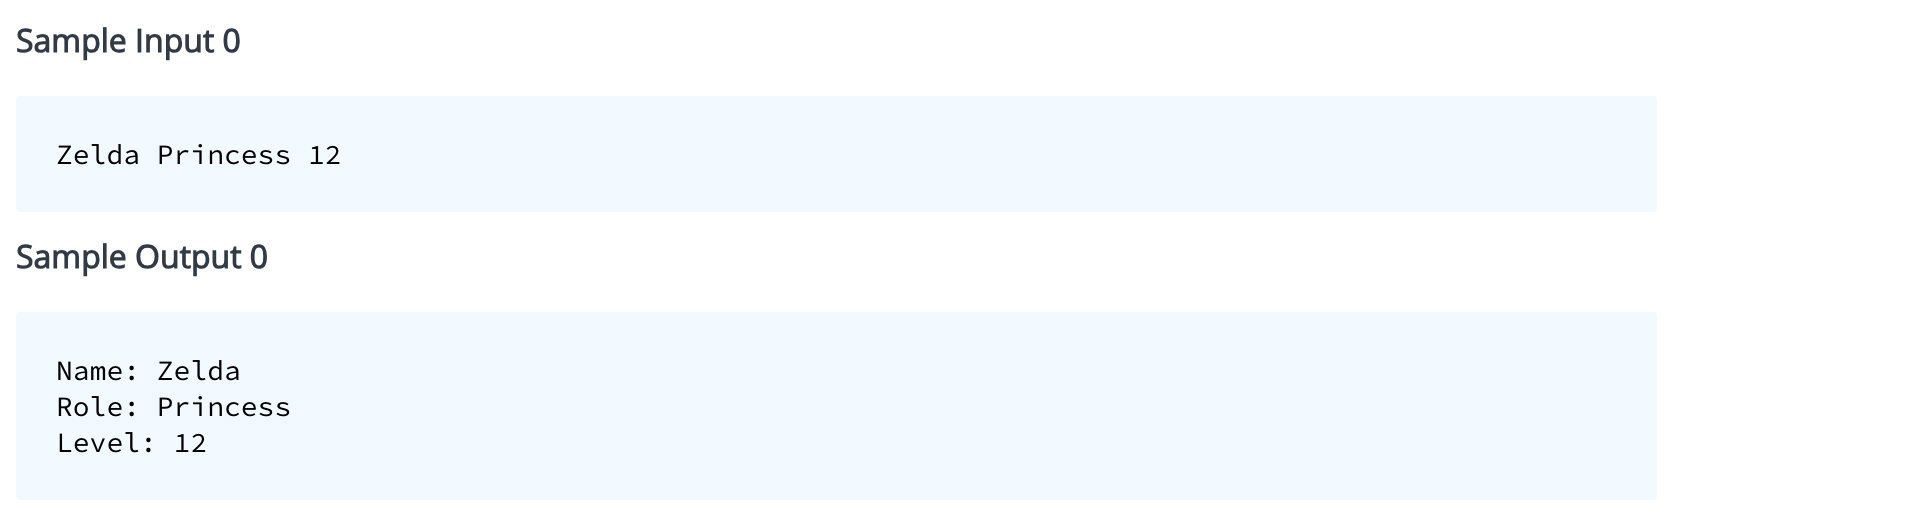 Sample Input 0
Zelda Princess 12
Sample Output 0
Name: Zelda
Role: Princess
Level: 12